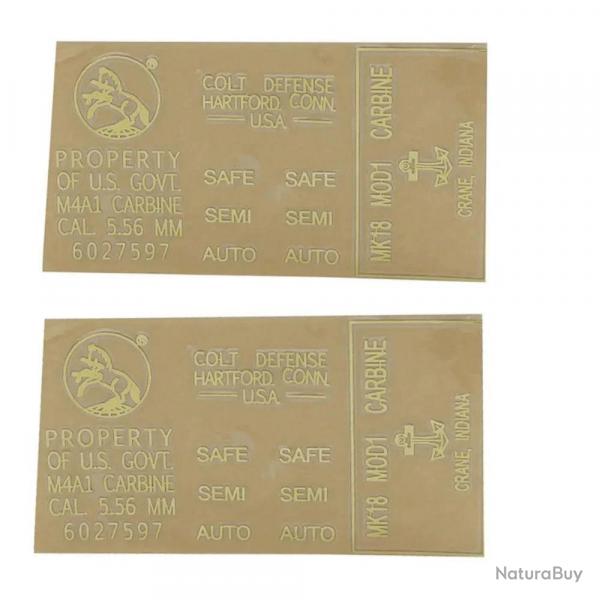 ®
PROPERTY
OF U.S. GOVT.
M4A1 CARBINE
CAL. 5.56 MM
6027597
COLT DEFENSE
HARTFORD. CONN.
U.S.A.
SAFE SAFE
SEMI SEMI
AUTO AUTO
MK18 MOD1 CARBINE
CRANE, INDIANA
®
PROPERTY
OF U.S. GOVT.
M4A1 CARBINE
CAL. 5.56 MM
6027597
COLT DEFENSE
HARTFORD. CONN.
U.S.A.
SAFE SAFE
SEMI SEMI
AUTO AUTO
MK18 MOD1 CARBINE
CRANE, INDIANA
NaturaBuy